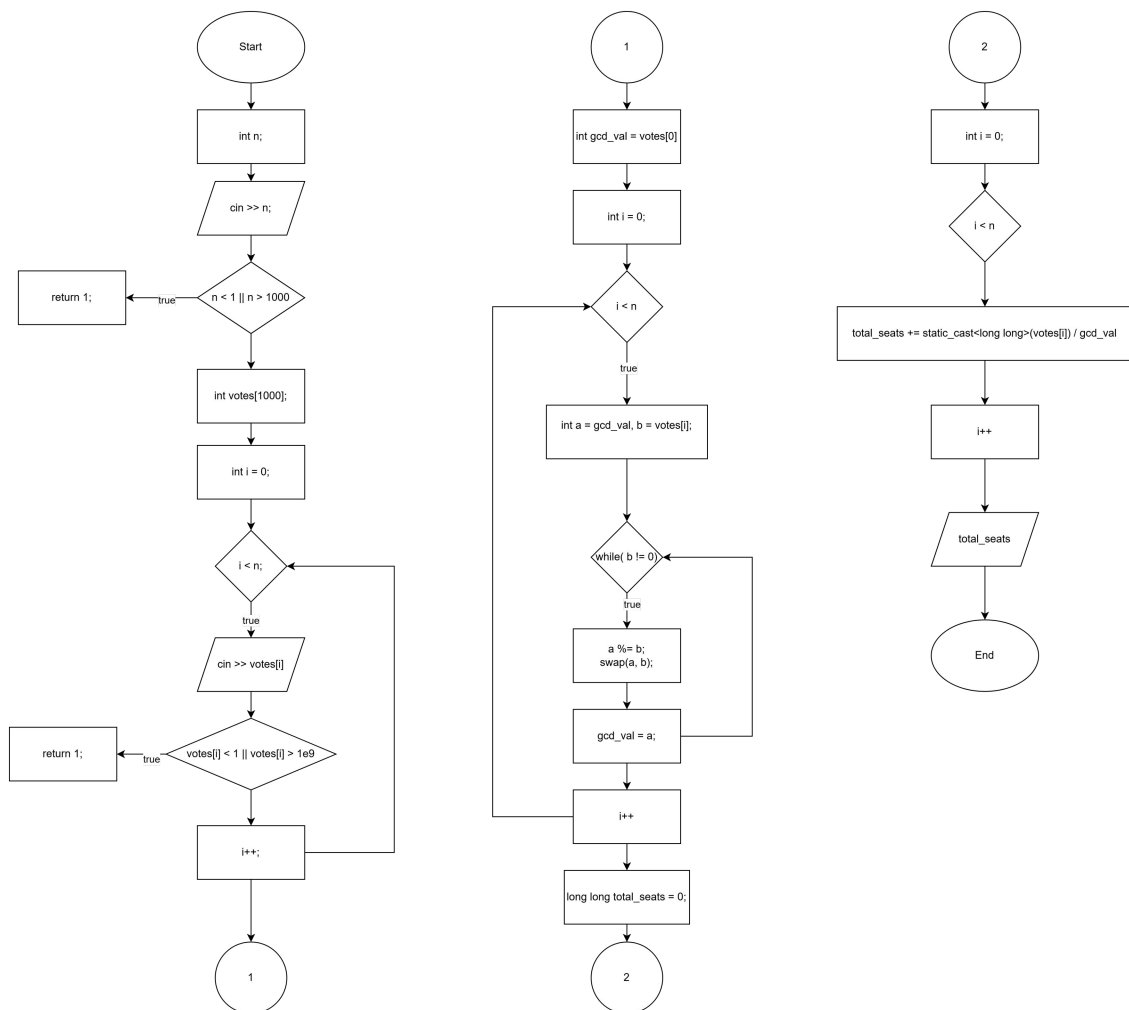 Start
int n;
cin >> n;
n < 1 || n > 1000
true
return 1;
int votes[1000];
int i = 0;
i < n;
true
cin >> votes[i]
votes[i] < 1 || votes[i] > 1e9
true
return 1;
i++;
1
1
int gcd_val = votes[0]
int i = 0;
i < n
true
int a = gcd_val, b = votes[i];
while( b != 0)
true
a %= b;
swap(a, b);
gcd_val = a;
i++
long long total_seats = 0;
2
2
int i = 0;
i < n
total_seats += static_cast<long long>(votes[i]) / gcd_val
i++
total_seats
End